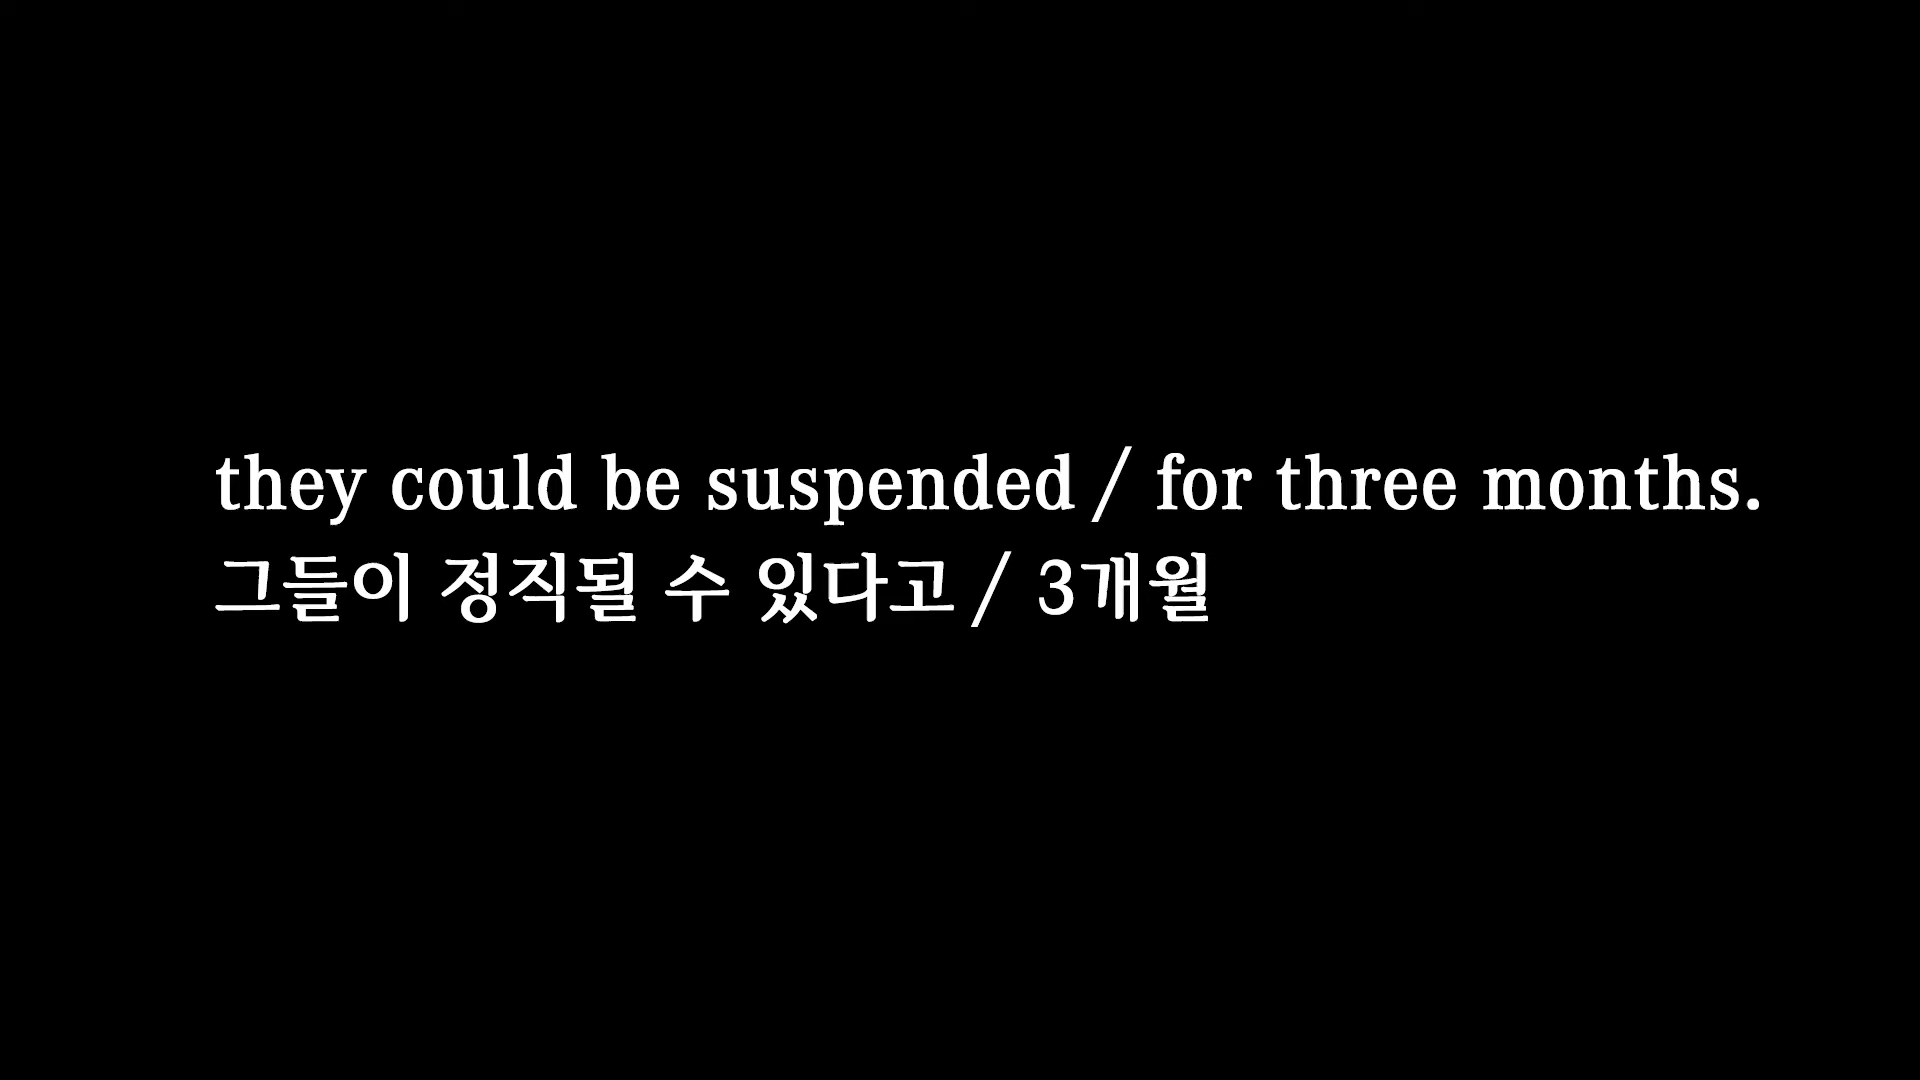 they could be suspended / for three months.
그들이 정직될 수 있다고 / 3개월